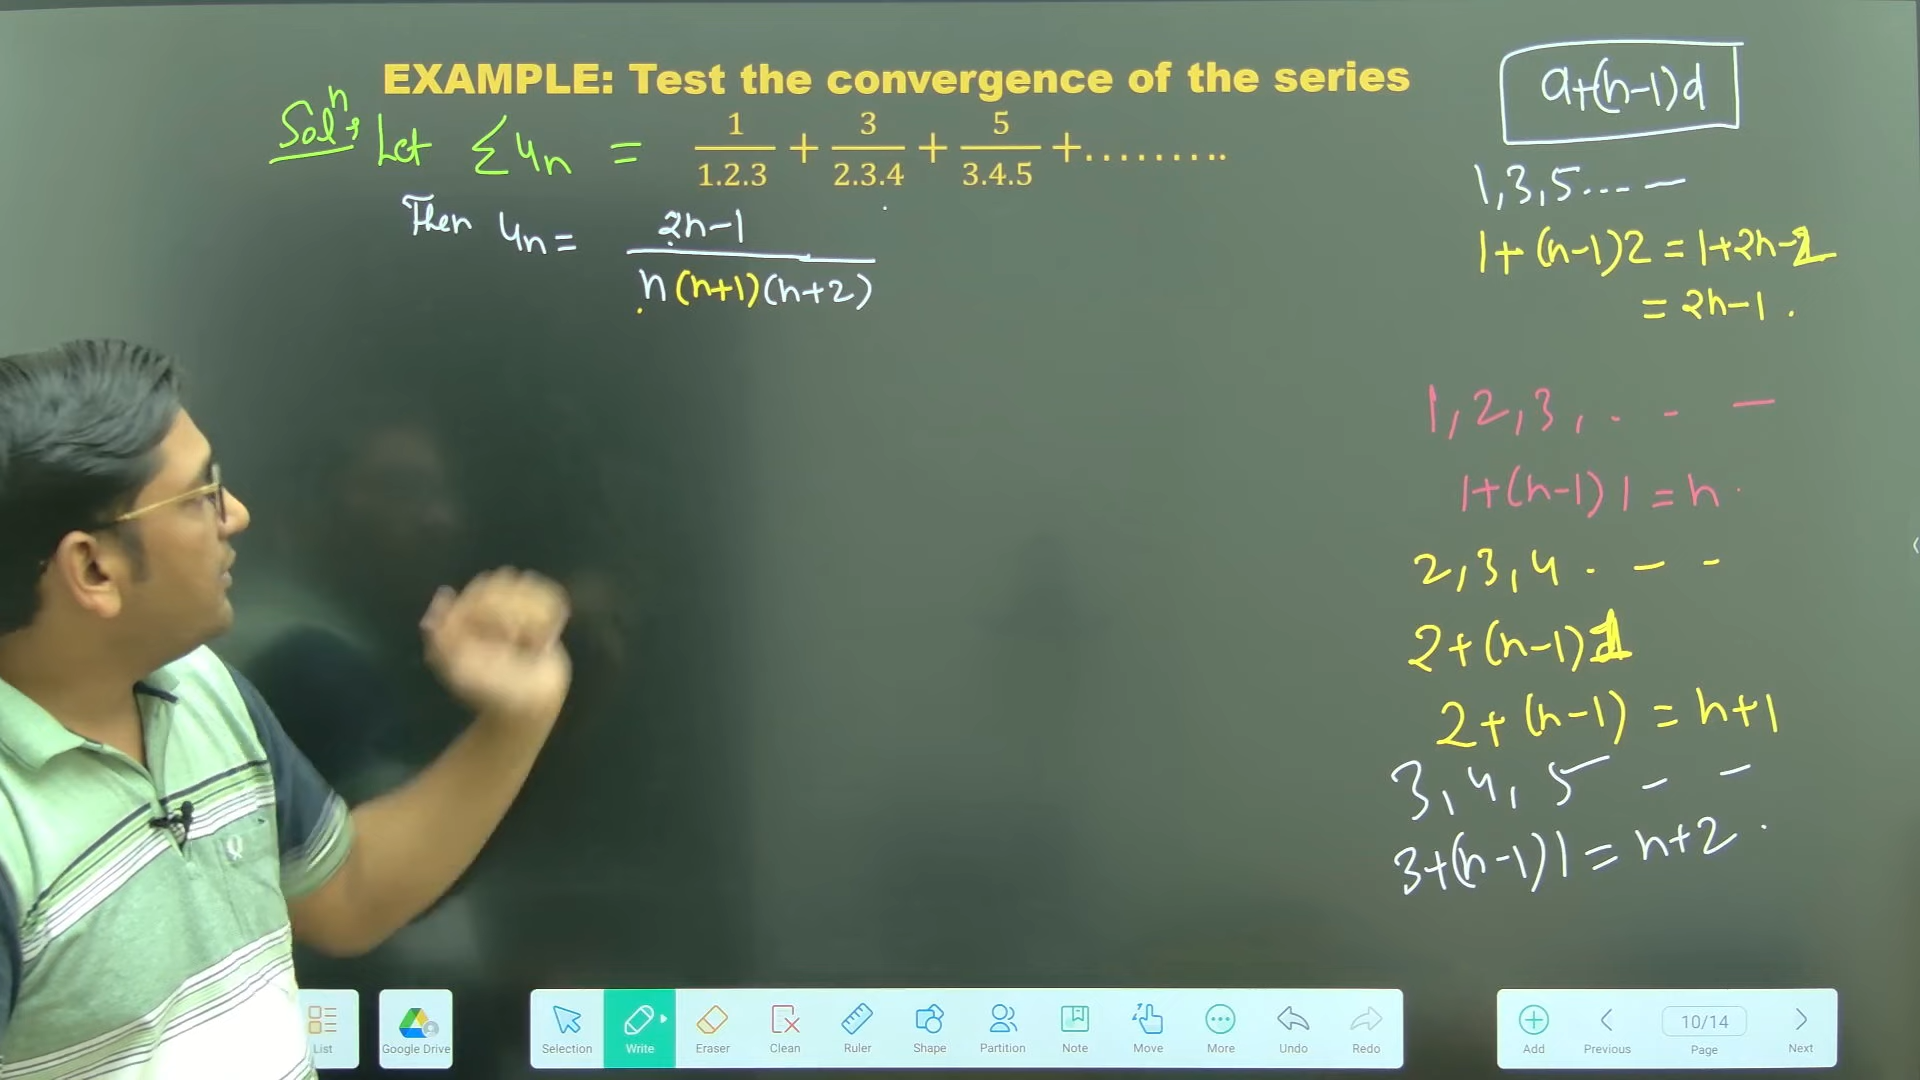 EXAMPLE: Test the convergence of the series
Solⁿ: Let Σuₙ = 1/1.2.3 + 3/2.3.4 + 5/3.4.5 +.........
Then uₙ = 2n-1 / n(n+1)(n+2)
a+(n-1)d
1,3,5....—
1+(n-1)2 = 1+2n-2
= 2n-1.
1,2,3,. - —
1+(n-1)1 = n.
2,3,4 . - -
2+(n-1)1
2+(n-1) = n+1
3,4,5 - -
3+(n-1)1 = n+2.
List
Google Drive
Selection
Write
Eraser
Clean
Ruler
Shape
Partition
Note
Move
More
Undo
Redo
Add
Previous
10/14
Page
Next